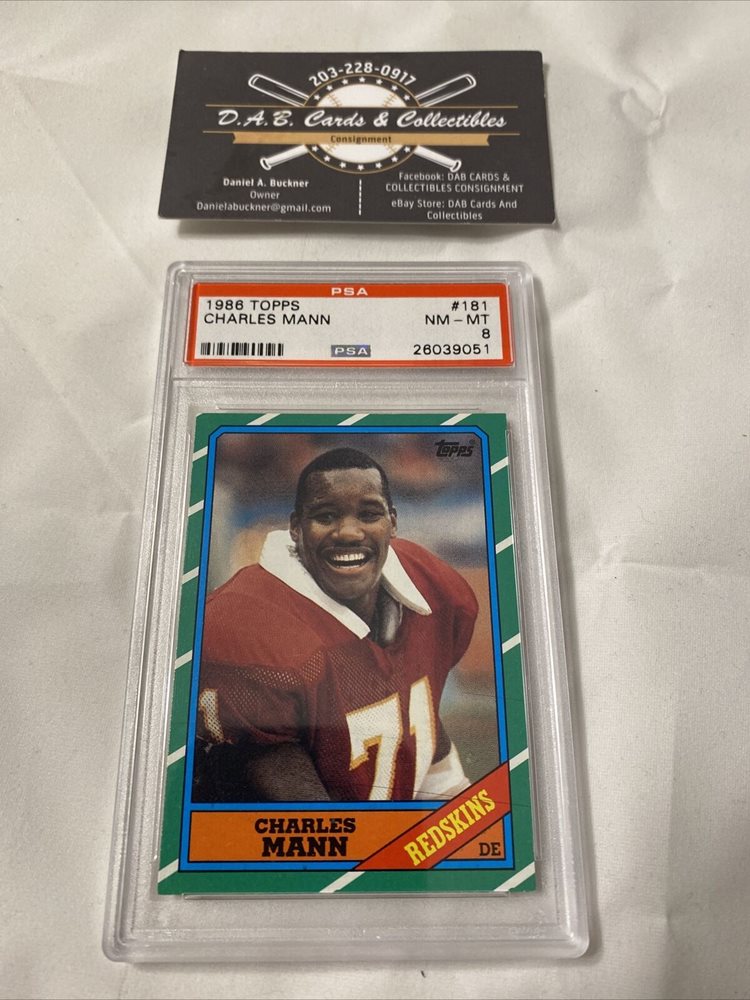 203-228-0917
D.A.B. Cards & Collectibles
Consignment
Daniel A. Buckner
Owner
Danielabuckner@gmail.com
Facebook: DAB CARDS &
COLLECTIBLES CONSIGNMENT
eBay Store: DAB Cards And
Collectibles
PSA
1986 TOPPS #181
CHARLES MANN NM - MT
8
PSA 26039051
topps®
71
1
CHARLES
MANN
REDSKINS
DE